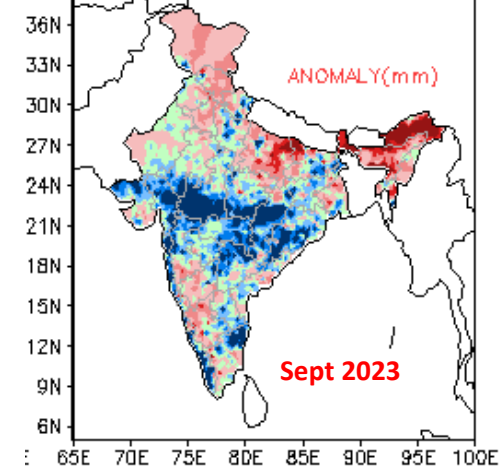 36N
33N
ANOMALY(mm)
30N
27N
24N
21N
18N
15N
12N
Sept 2023
9N
6N
65E 70E 75E 80E 85E 90E 95E 100E